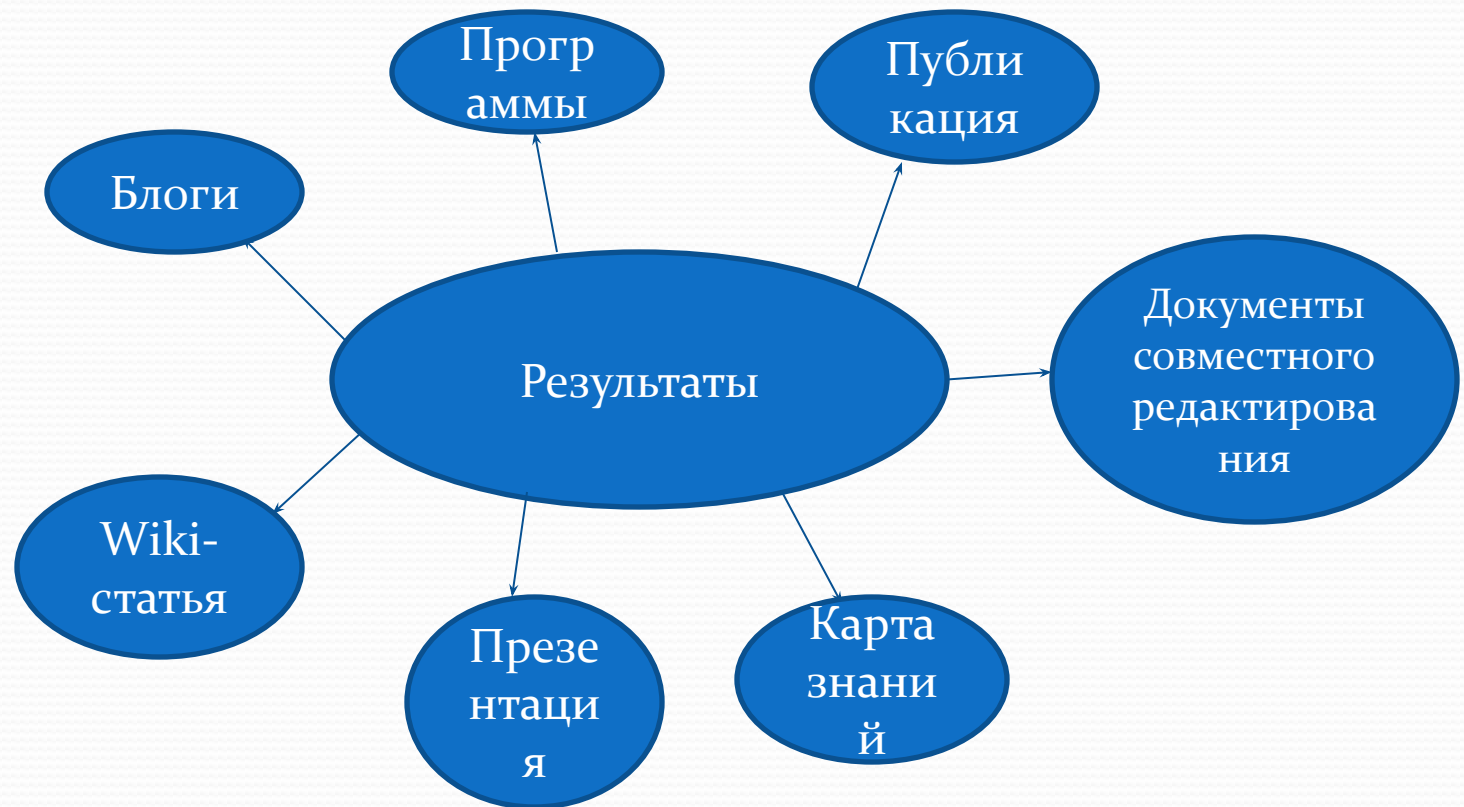 Прогр
аммы
Публи
кация
Блоги
Результаты
Документы
совместного
редактирова
ния
Wiki-
статья
Презе
нтаци
я
Карта
знани
й